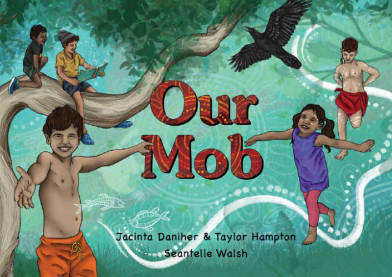 Our
Mob
Jacinta Daniher & Taylor Hampton
Seantelle Walsh